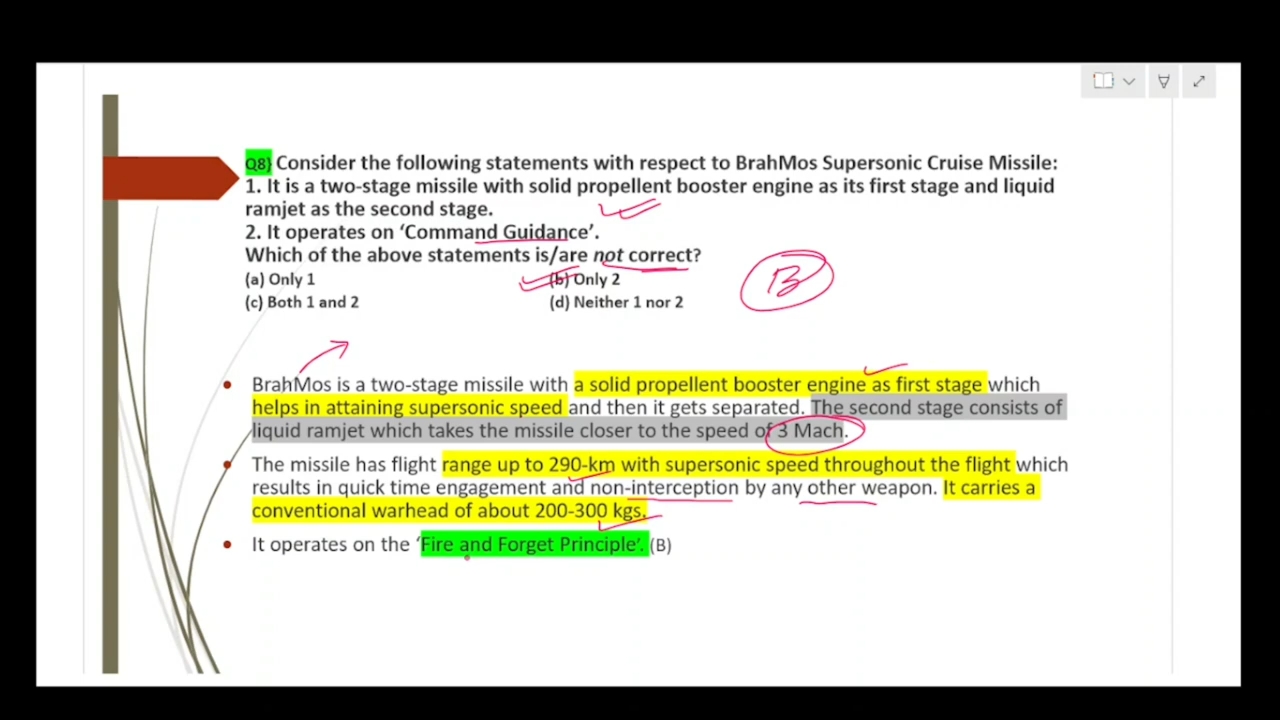 Q8} Consider the following statements with respect to BrahMos Supersonic Cruise Missile:
1. It is a two-stage missile with solid propellent booster engine as its first stage and liquid
ramjet as the second stage.
2. It operates on ‘Command Guidance’.
Which of the above statements is/are not correct?
(a) Only 1 (b) Only 2
(c) Both 1 and 2 (d) Neither 1 nor 2
B
• BrahMos is a two-stage missile with a solid propellent booster engine as first stage which
helps in attaining supersonic speed and then it gets separated. The second stage consists of
liquid ramjet which takes the missile closer to the speed of 3 Mach.
• The missile has flight range up to 290-km with supersonic speed throughout the flight which
results in quick time engagement and non-interception by any other weapon. It carries a
conventional warhead of about 200-300 kgs.
• It operates on the ‘Fire and Forget Principle’. (B)